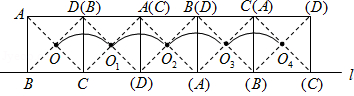 A D(B) A(C) B(D) C(A) (D)
O O₁ O₂ O₃ O₄
B C (D) (A) (B) (C) l